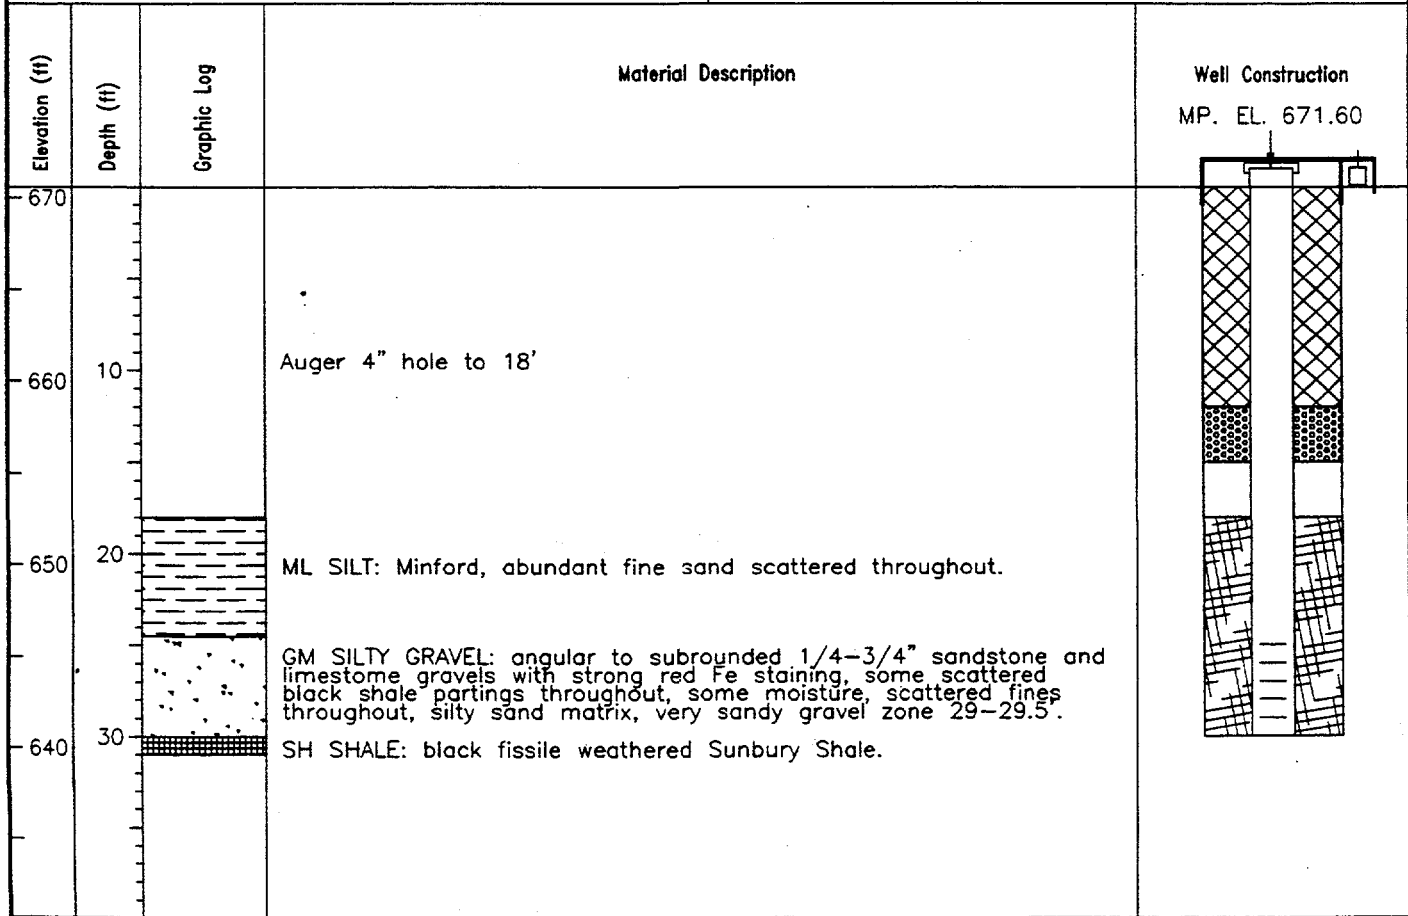 Elevation (ft)
Depth (ft)
Graphic Log
Material Description
Well Construction
MP. EL. 671.60
670
10
660
Auger 4" hole to 18'
20
650
ML SILT: Minford, abundant fine sand scattered throughout.
GM SILTY GRAVEL: angular to subrounded 1/4-3/4" sandstone and
limestome gravels with strong red Fe staining, some scattered
black shale partings throughout, some moisture, scattered fines
throughout, silty sand matrix, very sandy gravel zone 29-29.5'.
30
640
SH SHALE: black fissile weathered Sunbury Shale.